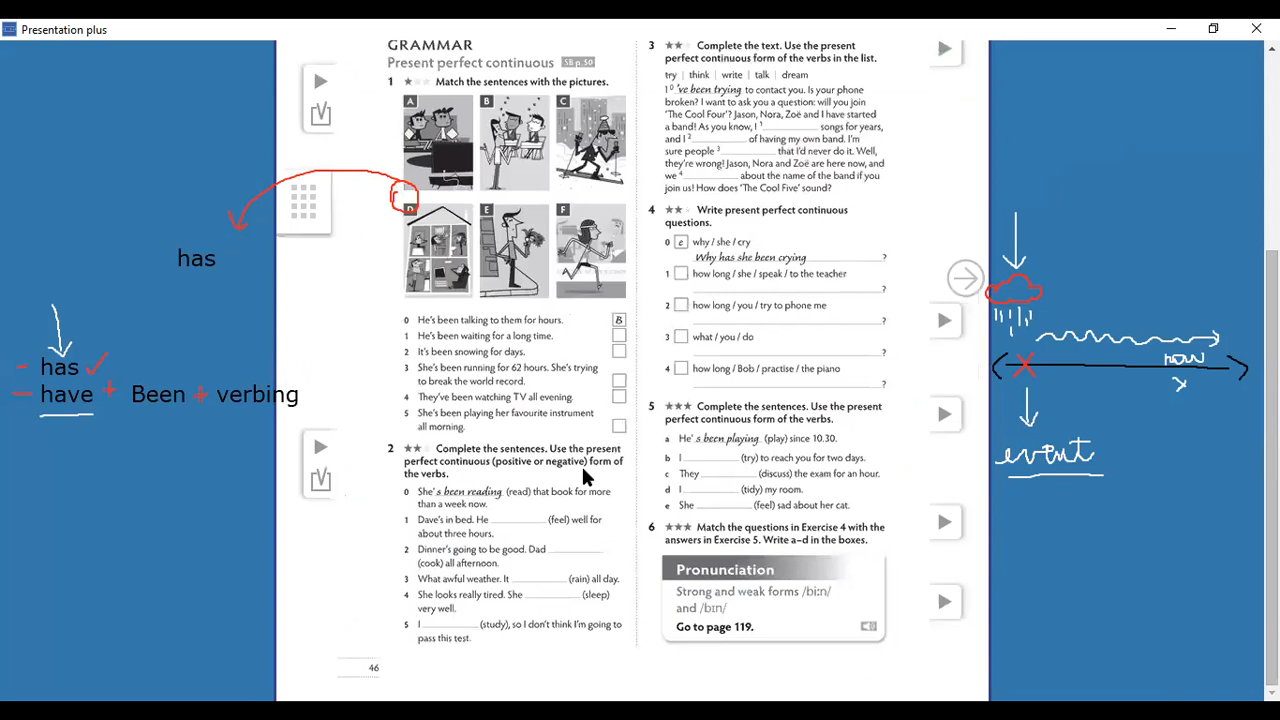 Presentation plus
has
- has ✓
- have + Been + verbing
GRAMMAR
Present perfect continuous SB p.50
1 ★☆☆ Match the sentences with the pictures.
A
B
C
D
E
F
0 He's been talking to them for hours. B
1 He's been waiting for a long time.
2 It's been snowing for days.
3 She's been running for 62 hours. She's trying
to break the world record.
4 They've been watching TV all evening.
5 She's been playing her favourite instrument
all morning.
2 ★★☆ Complete the sentences. Use the present
perfect continuous (positive or negative) form of
the verbs.
0 She's been reading (read) that book for more
than a week now.
1 Dave's in bed. He ________ (feel) well for
about three hours.
2 Dinner's going to be good. Dad ________
(cook) all afternoon.
3 What awful weather. It ________ (rain) all day.
4 She looks really tired. She ________ (sleep)
very well.
5 I ________ (study), so I don't think I'm going to
pass this test.
46
3 ★★☆ Complete the text. Use the present
perfect continuous form of the verbs in the list.
try | think | write | talk | dream
I 0 've been trying to contact you. Is your phone
broken? I want to ask you a question: will you join
'The Cool Four'? Jason, Nora, Zoë and I have started
a band! As you know, I 1 ________ songs for years,
and I 2 ________ of having my own band. I'm
sure people 3 ________ that I'd never do it. Well,
they're wrong! Jason, Nora and Zoë are here now, and
we 4 ________ about the name of the band if you
join us! How does 'The Cool Five' sound?
4 ★★☆ Write present perfect continuous
questions.
0 e why / she / cry
Why has she been crying ?
1 how long / she / speak / to the teacher
________ ?
2 how long / you / try to phone me
________ ?
3 what / you / do
________ ?
4 how long / Bob / practise / the piano
________ ?
5 ★★★ Complete the sentences. Use the present
perfect continuous form of the verbs.
a He's been playing (play) since 10.30.
b I ________ (try) to reach you for two days.
c They ________ (discuss) the exam for an hour.
d I ________ (tidy) my room.
e She ________ (feel) sad about her cat.
6 ★★★ Match the questions in Exercise 4 with the
answers in Exercise 5. Write a–d in the boxes.
Pronunciation
Strong and weak forms /biːn/
and /bɪn/
Go to page 119.
now
x
event